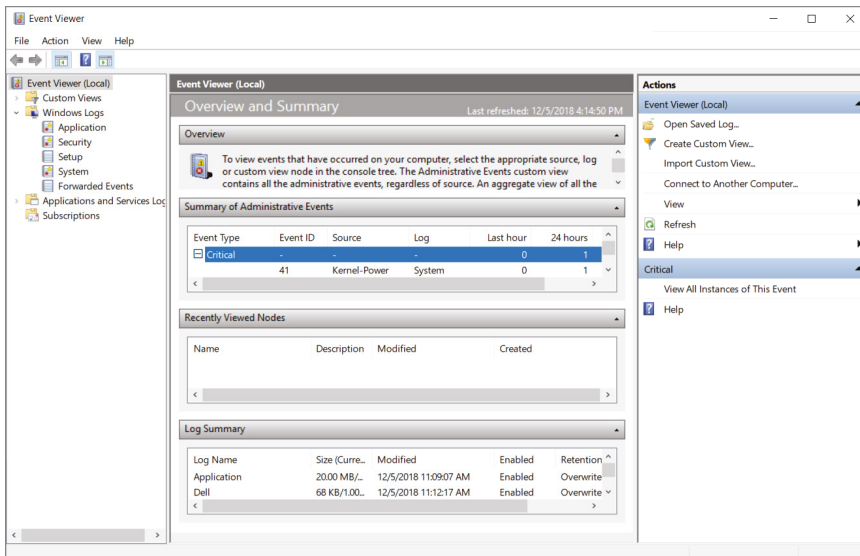 Event Viewer
File Action View Help
Event Viewer (Local)
Custom Views
Windows Logs
Application
Security
Setup
System
Forwarded Events
Applications and Services Log
Subscriptions
Event Viewer (Local)
Overview and Summary
Last refreshed: 12/5/2018 4:14:50 PM
Overview
To view events that have occurred on your computer, select the appropriate source, log
or custom view node in the console tree. The Administrative Events custom view
contains all the administrative events, regardless of source. An aggregate view of all the
Summary of Administrative Events
Event Type Event ID Source Log Last hour 24 hours
Critical - - - 0 1
41 Kernel-Power System 0 1
Recently Viewed Nodes
Name Description Modified Created
Log Summary
Log Name Size (Curre... Modified Enabled Retention
Application 20.00 MB/... 12/5/2018 11:09:07 AM Enabled Overwrite
Dell 68 KB/1.00... 12/5/2018 11:12:17 AM Enabled Overwrite
Actions
Event Viewer (Local)
Open Saved Log...
Create Custom View...
Import Custom View...
Connect to Another Computer...
View
Refresh
Help
Critical
View All Instances of This Event
Help